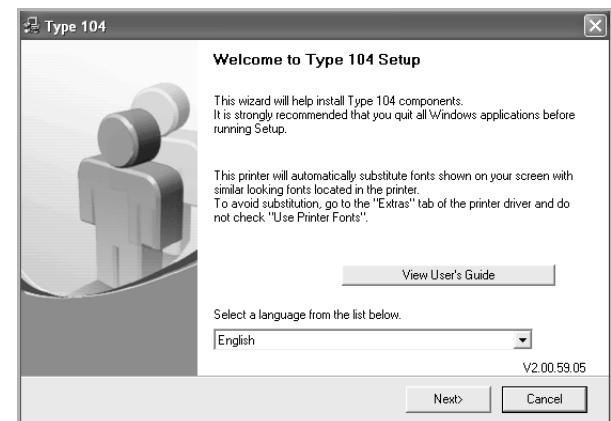 Type 104
Welcome to Type 104 Setup
This wizard will help install Type 104 components.
It is strongly recommended that you quit all Windows applications before
running Setup.
This printer will automatically substitute fonts shown on your screen with
similar looking fonts located in the printer.
To avoid substitution, go to the "Extras" tab of the printer driver and do
not check "Use Printer Fonts".
View User's Guide
Select a language from the list below.
English
V2.00.59.05
Next>
Cancel